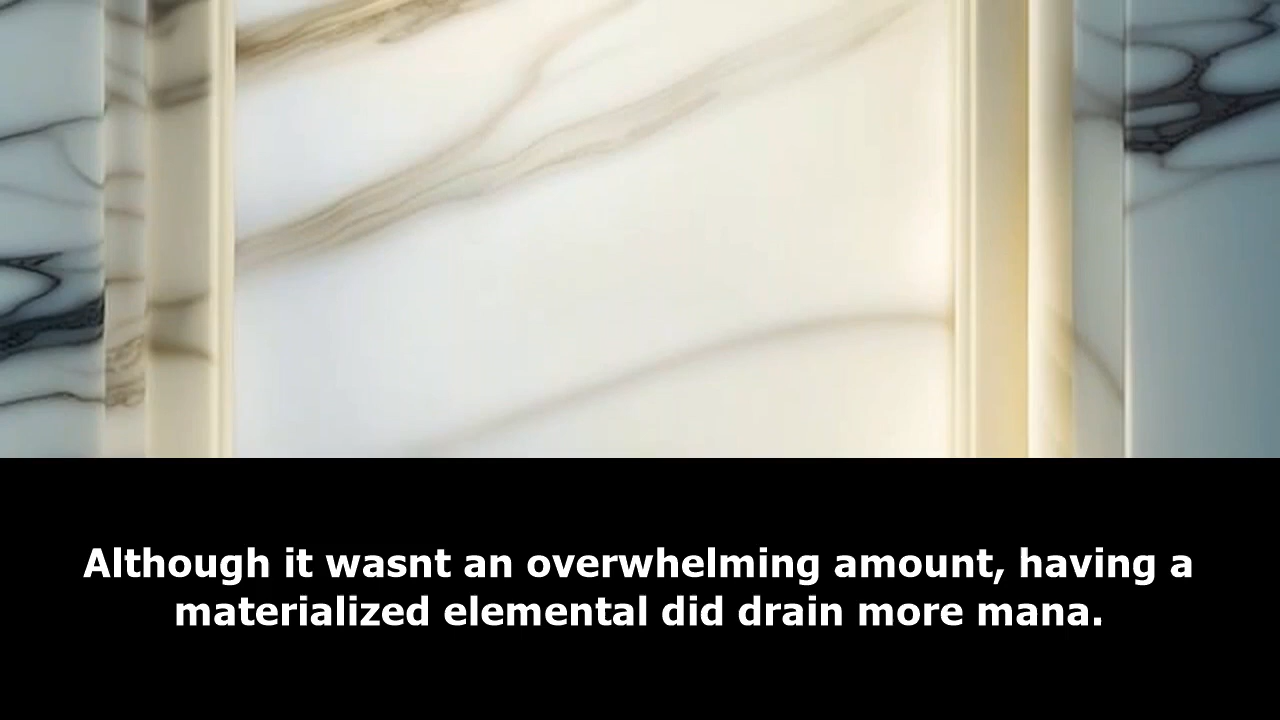 Although it wasnt an overwhelming amount, having a
materialized elemental did drain more mana.